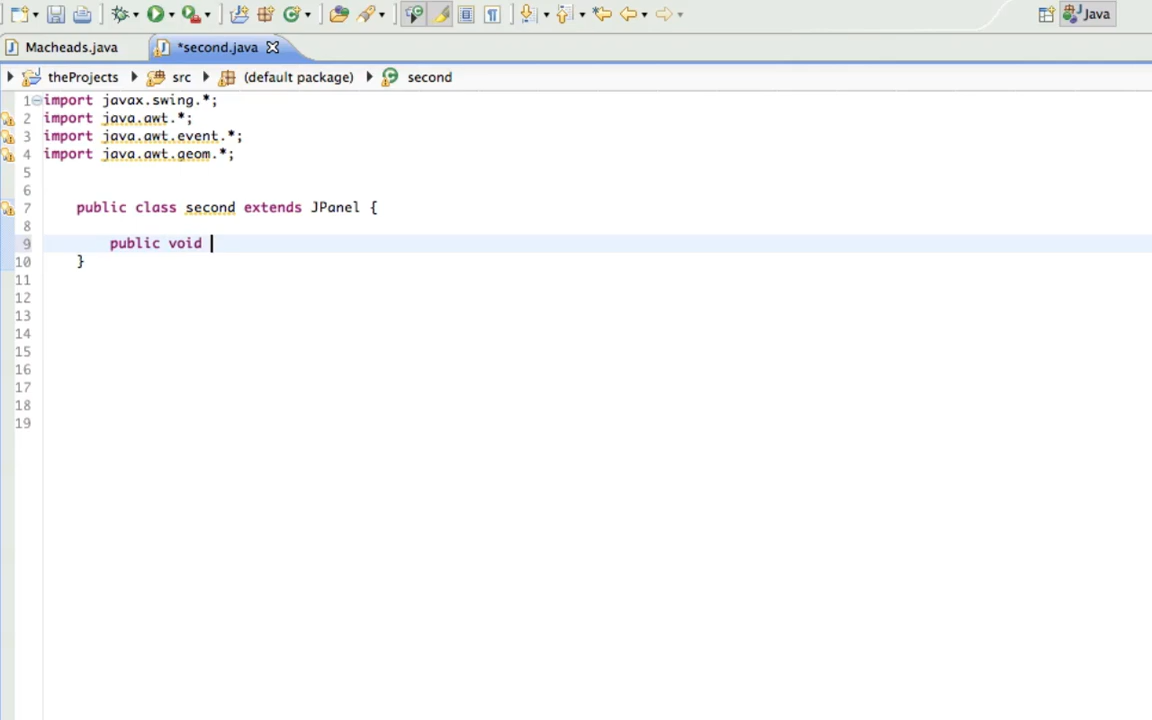 Java
Macheads.java
*second.java
theProjects src (default package) second
1 import javax.swing.*;
2 import java.awt.*;
3 import java.awt.event.*;
4 import java.awt.geom.*;
5
6
7 public class second extends JPanel {
8
9 public void
10 }
11
12
13
14
15
16
17
18
19